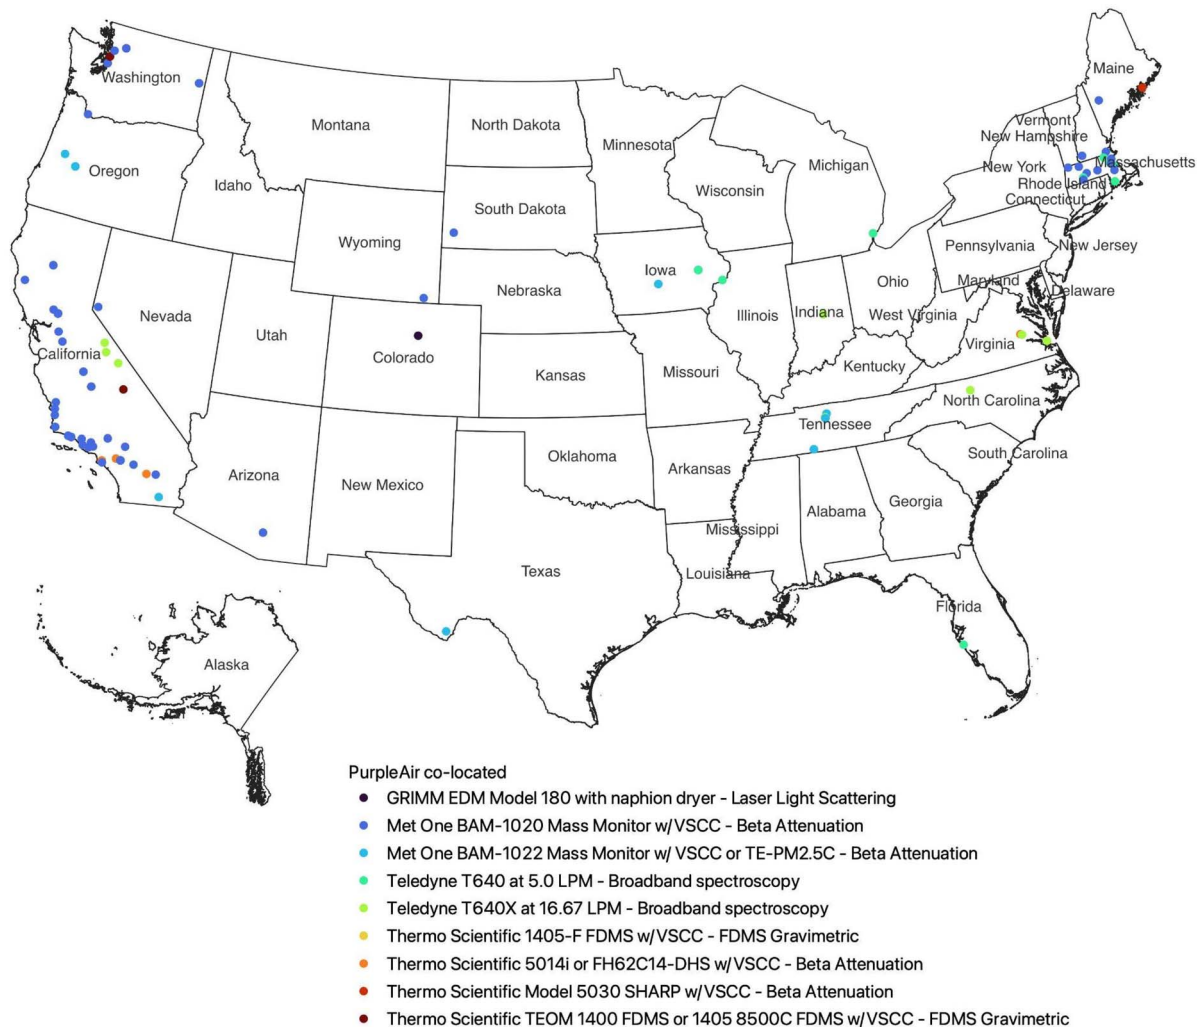 Washington
Maine
Montana
North Dakota
Minnesota
Vermont
New Hampshire
Oregon
Idaho
Michigan
Massachusetts
New York
Wisconsin
Rhode Island
Connecticut
South Dakota
Wyoming
Pennsylvania
New Jersey
Iowa
Ohio
Maryland
Nebraska
Delaware
Nevada
Utah
Illinois
Indiana
West Virginia
California
Colorado
Virginia
Kansas
Missouri
Kentucky
North Carolina
Tennessee
Oklahoma
South Carolina
Arizona
New Mexico
Arkansas
Georgia
Alabama
Mississippi
Texas
Louisiana
Florida
Alaska
PurpleAir co-located
GRIMM EDM Model 180 with naphion dryer - Laser Light Scattering
Met One BAM-1020 Mass Monitor w/VSCC - Beta Attenuation
Met One BAM-1022 Mass Monitor w/ VSCC or TE-PM2.5C - Beta Attenuation
Teledyne T640 at 5.0 LPM - Broadband spectroscopy
Teledyne T640X at 16.67 LPM - Broadband spectroscopy
Thermo Scientific 1405-F FDMS w/VSCC - FDMS Gravimetric
Thermo Scientific 5014i or FH62C14-DHS w/VSCC - Beta Attenuation
Thermo Scientific Model 5030 SHARP w/VSCC - Beta Attenuation
Thermo Scientific TEOM 1400 FDMS or 1405 8500C FDMS w/VSCC - FDMS Gravimetric